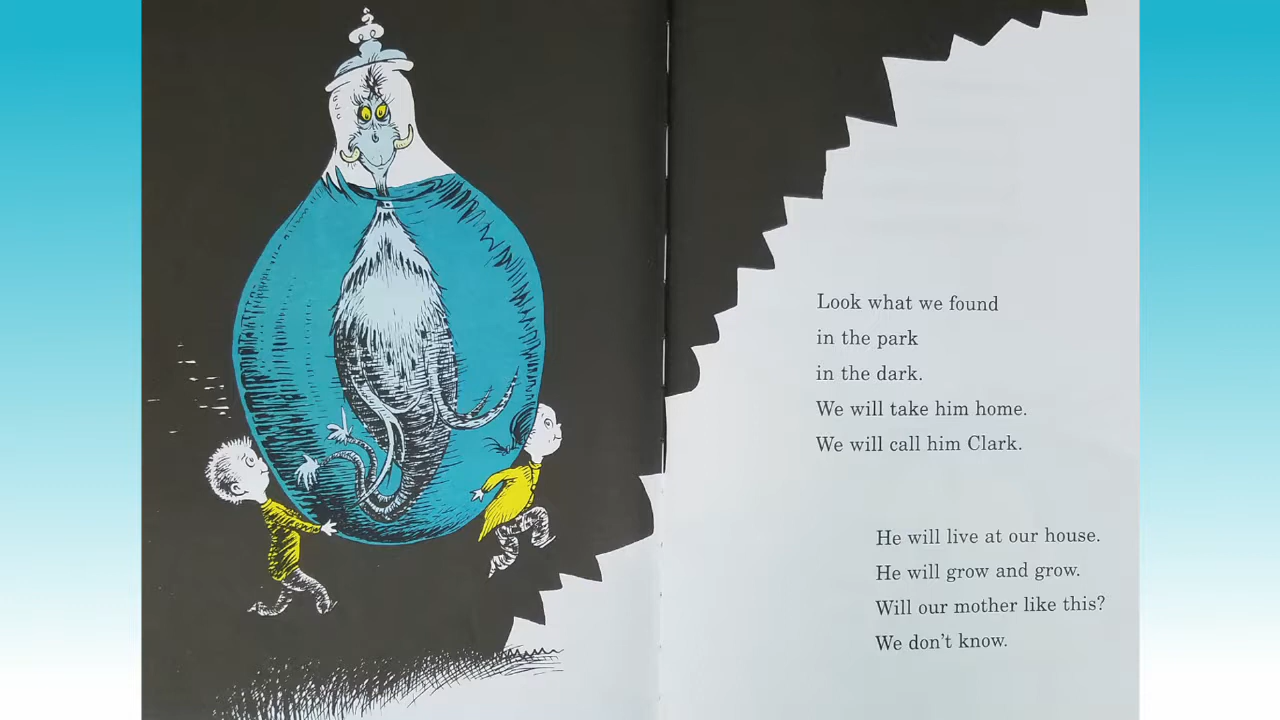 Look what we found
in the park
in the dark.
We will take him home.
We will call him Clark.
He will live at our house.
He will grow and grow.
Will our mother like this?
We don't know.